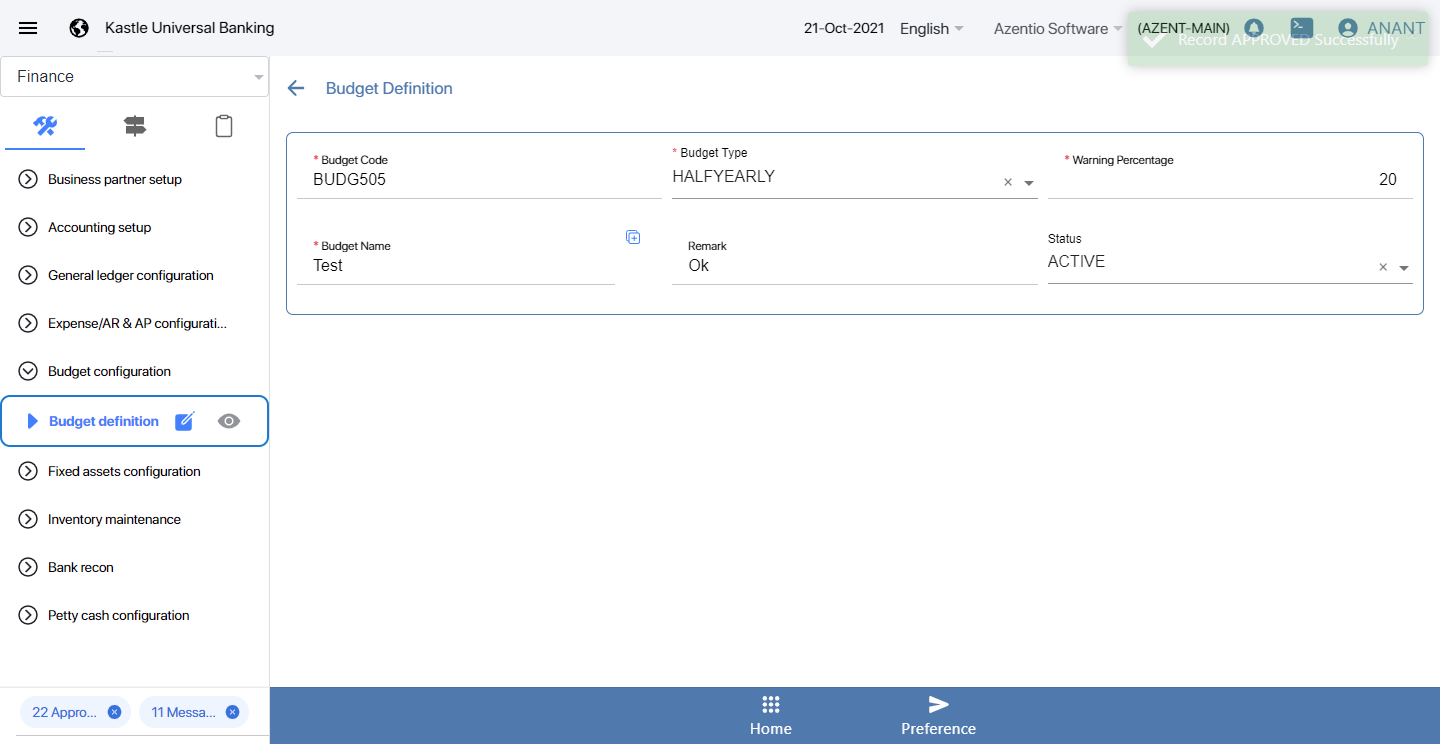 Kastle Universal Banking
21-Oct-2021
English
Azentio Software
(AZENT-MAIN)
ANANT
Record APPROVED Successfully
Finance
Budget Definition
Business partner setup
Accounting setup
General ledger configuration
Expense/AR & AP configurati...
Budget configuration
Budget definition
Fixed assets configuration
Inventory maintenance
Bank recon
Petty cash configuration
* Budget Code
BUDG505
* Budget Type
HALFYEARLY
* Warning Percentage
20
* Budget Name
Test
Remark
Ok
Status
ACTIVE
22 Appro...
11 Messa...
Home
Preference